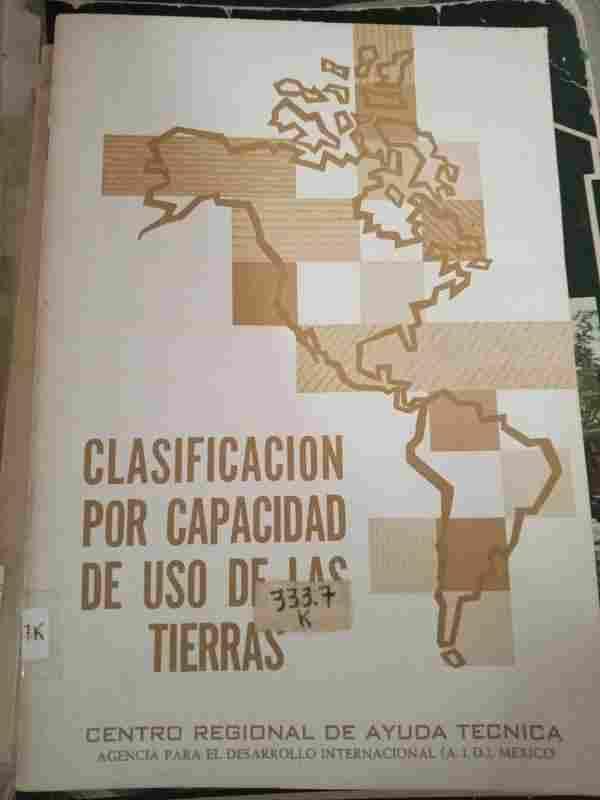 CLASIFICACION
POR CAPACIDAD
DE USO DE LAS
TIERRAS
333.7
K
7K
CENTRO REGIONAL DE AYUDA TECNICA
AGENCIA PARA EL DESARROLLO INTERNACIONAL (A. I. D.), MEXICO